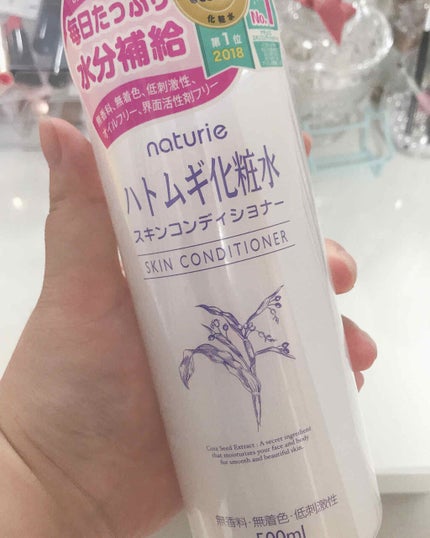 毎日たっぷり
水分補給
無香料、無着色、低刺激性、
オイルフリー、界面活性剤フリー
化粧水
第1位
2018
No.1
naturie
ハトムギ化粧水
スキンコンディショナー
SKIN CONDITIONER
Coix Seed Extract : A secret ingredient
that moisturizes your face and body
for smooth and beautiful skin.
無香料・無着色・低刺激性
500ml